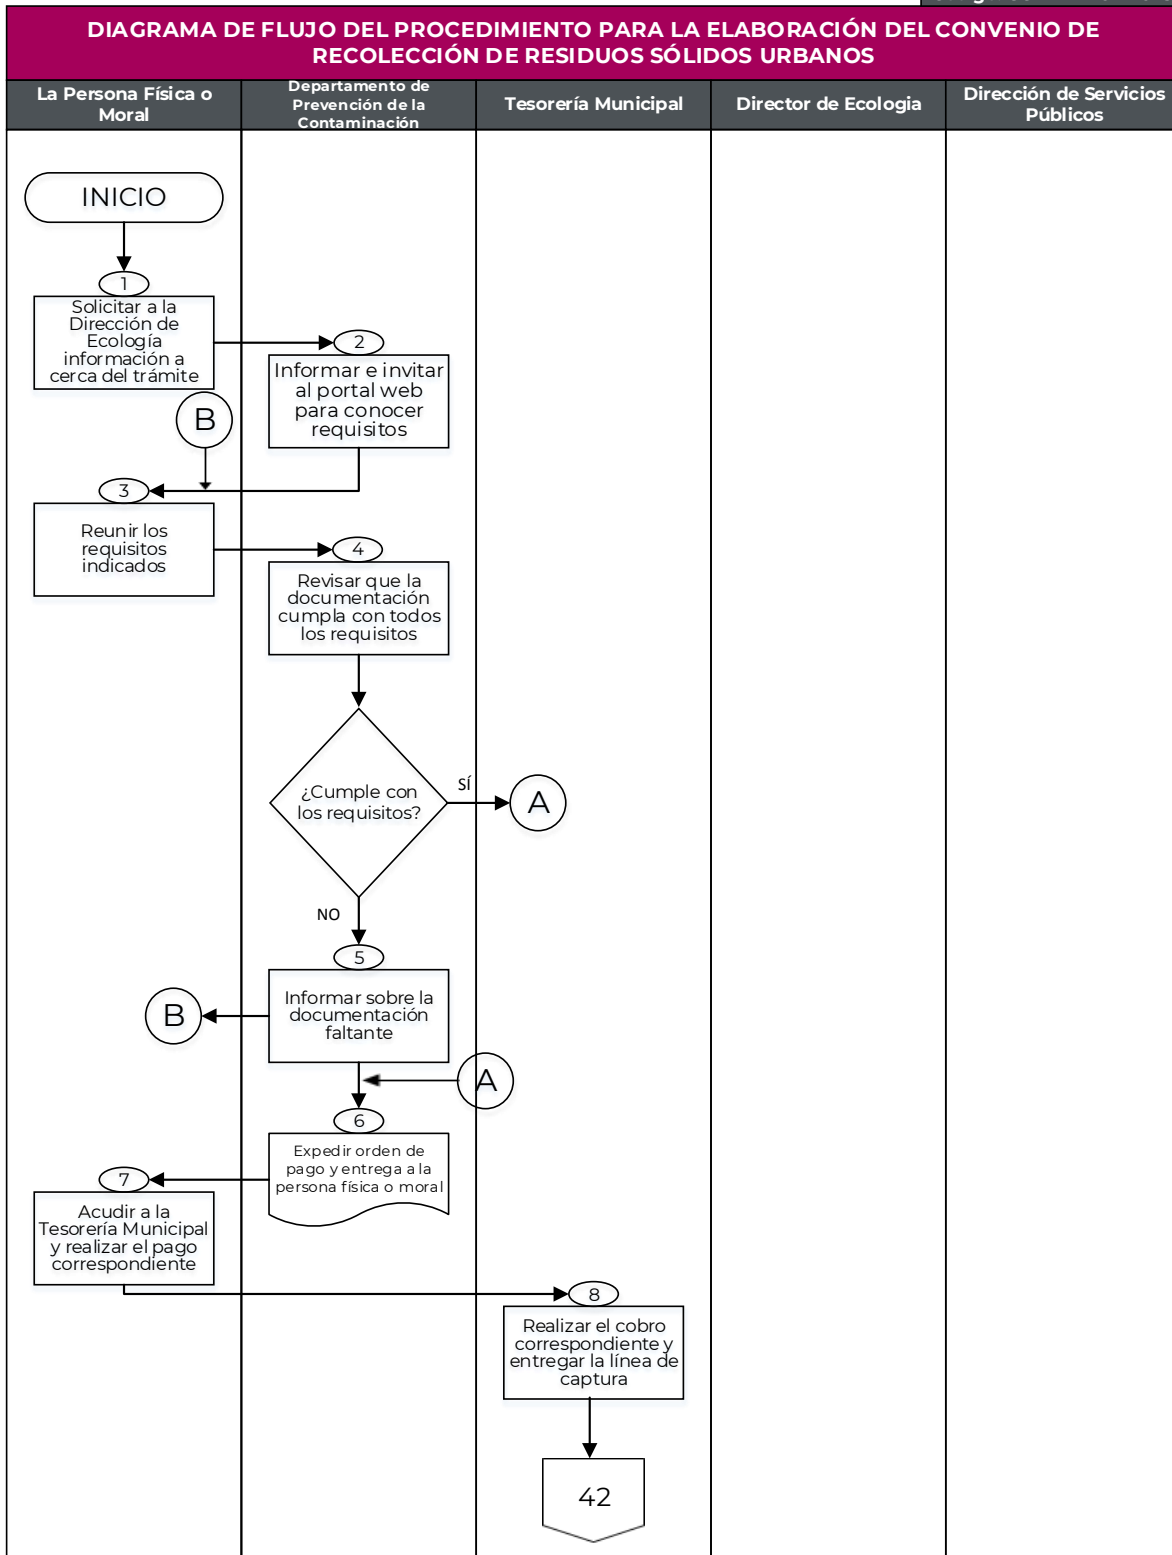 DIAGRAMA DE FLUJO DEL PROCEDIMIENTO PARA LA ELABORACIÓN DEL CONVENIO DE
RECOLECCIÓN DE RESIDUOS SÓLIDOS URBANOS
La Persona Física o
Moral
Departamento de
Prevención de la
Contaminación
Tesorería Municipal
Director de Ecologia
Dirección de Servicios
Públicos
INICIO
1
Solicitar a la
Dirección de
Ecología
información a
cerca del trámite
2
Informar e invitar
al portal web
para conocer
requisitos
B
3
Reunir los
requisitos
indicados
4
Revisar que la
documentación
cumpla con todos
los requisitos
¿Cumple con
los requisitos?
SÍ
A
NO
5
Informar sobre la
documentación
faltante
B
A
6
Expedir orden de
pago y entrega a la
persona física o moral
7
Acudir a la
Tesorería Municipal
y realizar el pago
correspondiente
8
Realizar el cobro
correspondiente y
entregar la línea de
captura
42